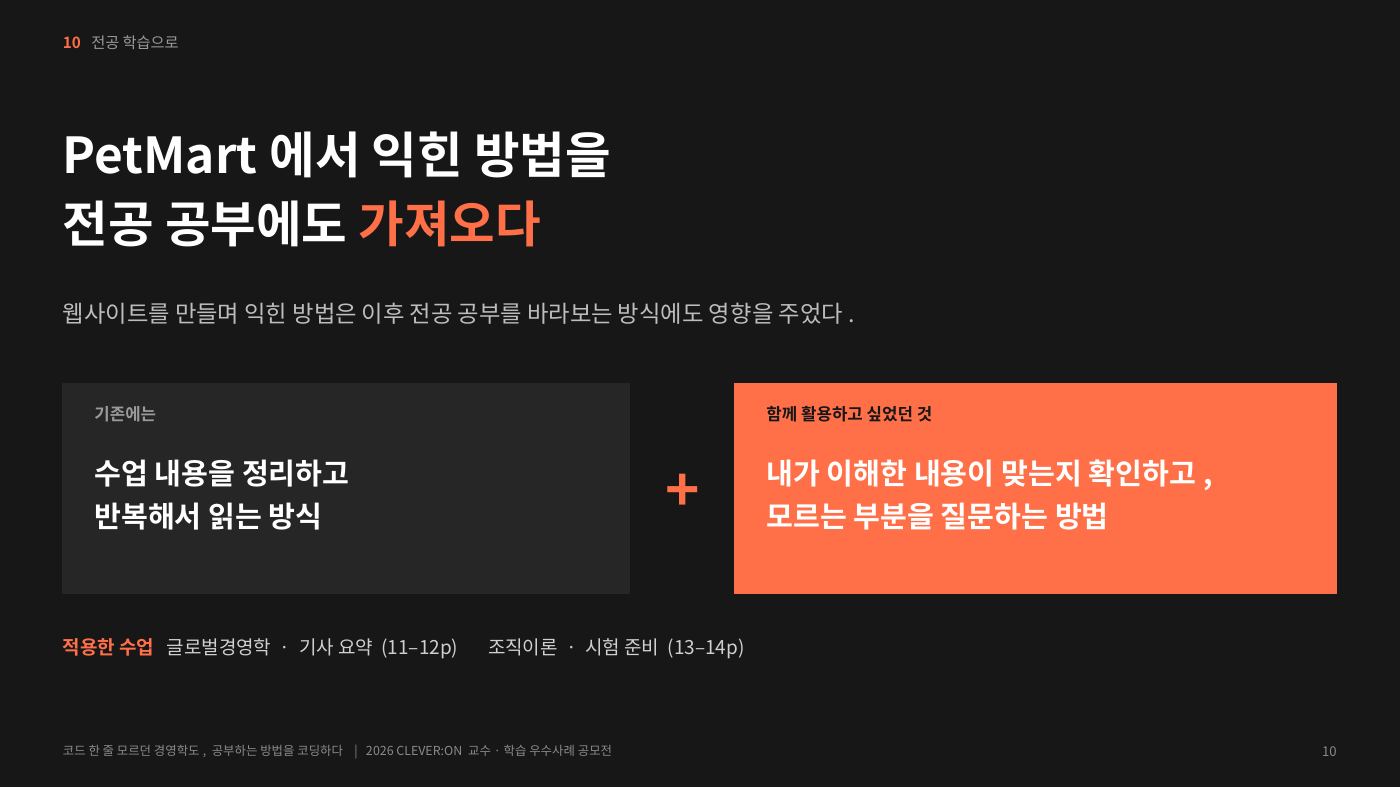 10 전공 학습으로
PetMart 에서 익힌 방법을
전공 공부에도 가져오다
웹사이트를 만들며 익힌 방법은 이후 전공 공부를 바라보는 방식에도 영향을 주었다 .
기존에는
수업 내용을 정리하고
반복해서 읽는 방식
+
함께 활용하고 싶었던 것
내가 이해한 내용이 맞는지 확인하고 ,
모르는 부분을 질문하는 방법
적용한 수업 글로벌경영학 · 기사 요약 (11–12p) 조직이론 · 시험 준비 (13–14p)
코드 한 줄 모르던 경영학도 , 공부하는 방법을 코딩하다 | 2026 CLEVER:ON 교수 · 학습 우수사례 공모전
10